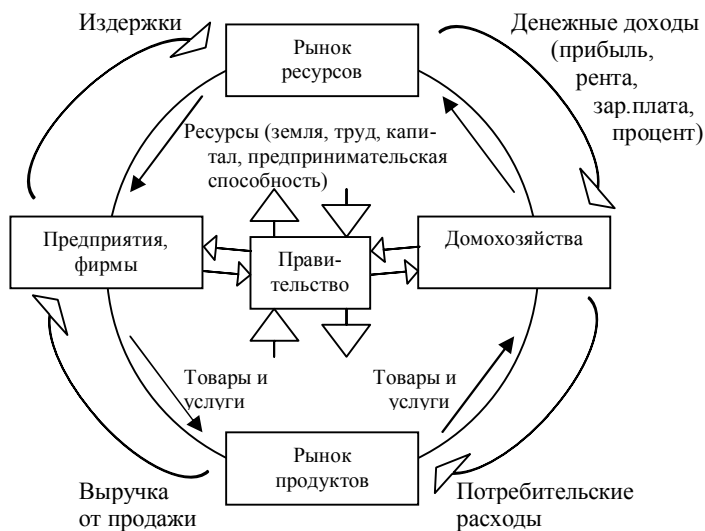 Издержки
Рынок
ресурсов
Денежные доходы
(прибыль,
рента,
зар.плата,
процент)
Ресурсы (земля, труд, капи-
тал, предпринимательская
способность)
Предприятия,
фирмы
Прави-
тельство
Домохозяйства
Товары и
услуги
Товары и
услуги
Рынок
продуктов
Выручка
от продажи
Потребительские
расходы